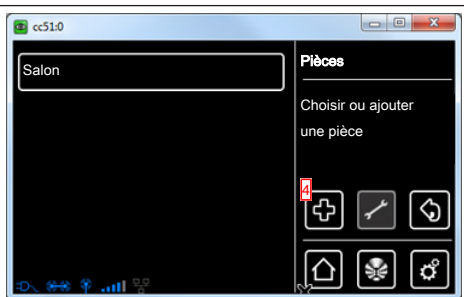 cc51:0
Salon
Pièces
Choisir ou ajouter
une pièce
4